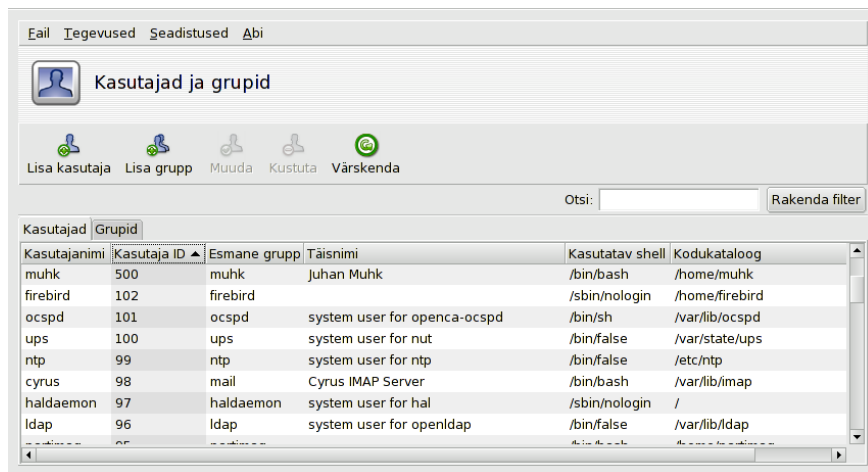 Fail Tegevused Seadistused Abi
Kasutajad ja grupid
Lisa kasutaja Lisa grupp Muuda Kustuta Värskenda
Otsi: Rakenda filter
Kasutajad Grupid
Kasutajanimi Kasutaja ID Esmane grupp Täisnimi Kasutatav shell Kodukataloog
muhk 500 muhk Juhan Muhk /bin/bash /home/muhk
firebird 102 firebird /sbin/nologin /home/firebird
ocspd 101 ocspd system user for openca-ocspd /bin/sh /var/lib/ocspd
ups 100 ups system user for nut /bin/false /var/state/ups
ntp 99 ntp system user for ntp /bin/false /etc/ntp
cyrus 98 mail Cyrus IMAP Server /bin/bash /var/lib/imap
haldaemon 97 haldaemon system user for hal /sbin/nologin /
ldap 96 ldap system user for openldap /bin/false /var/lib/ldap